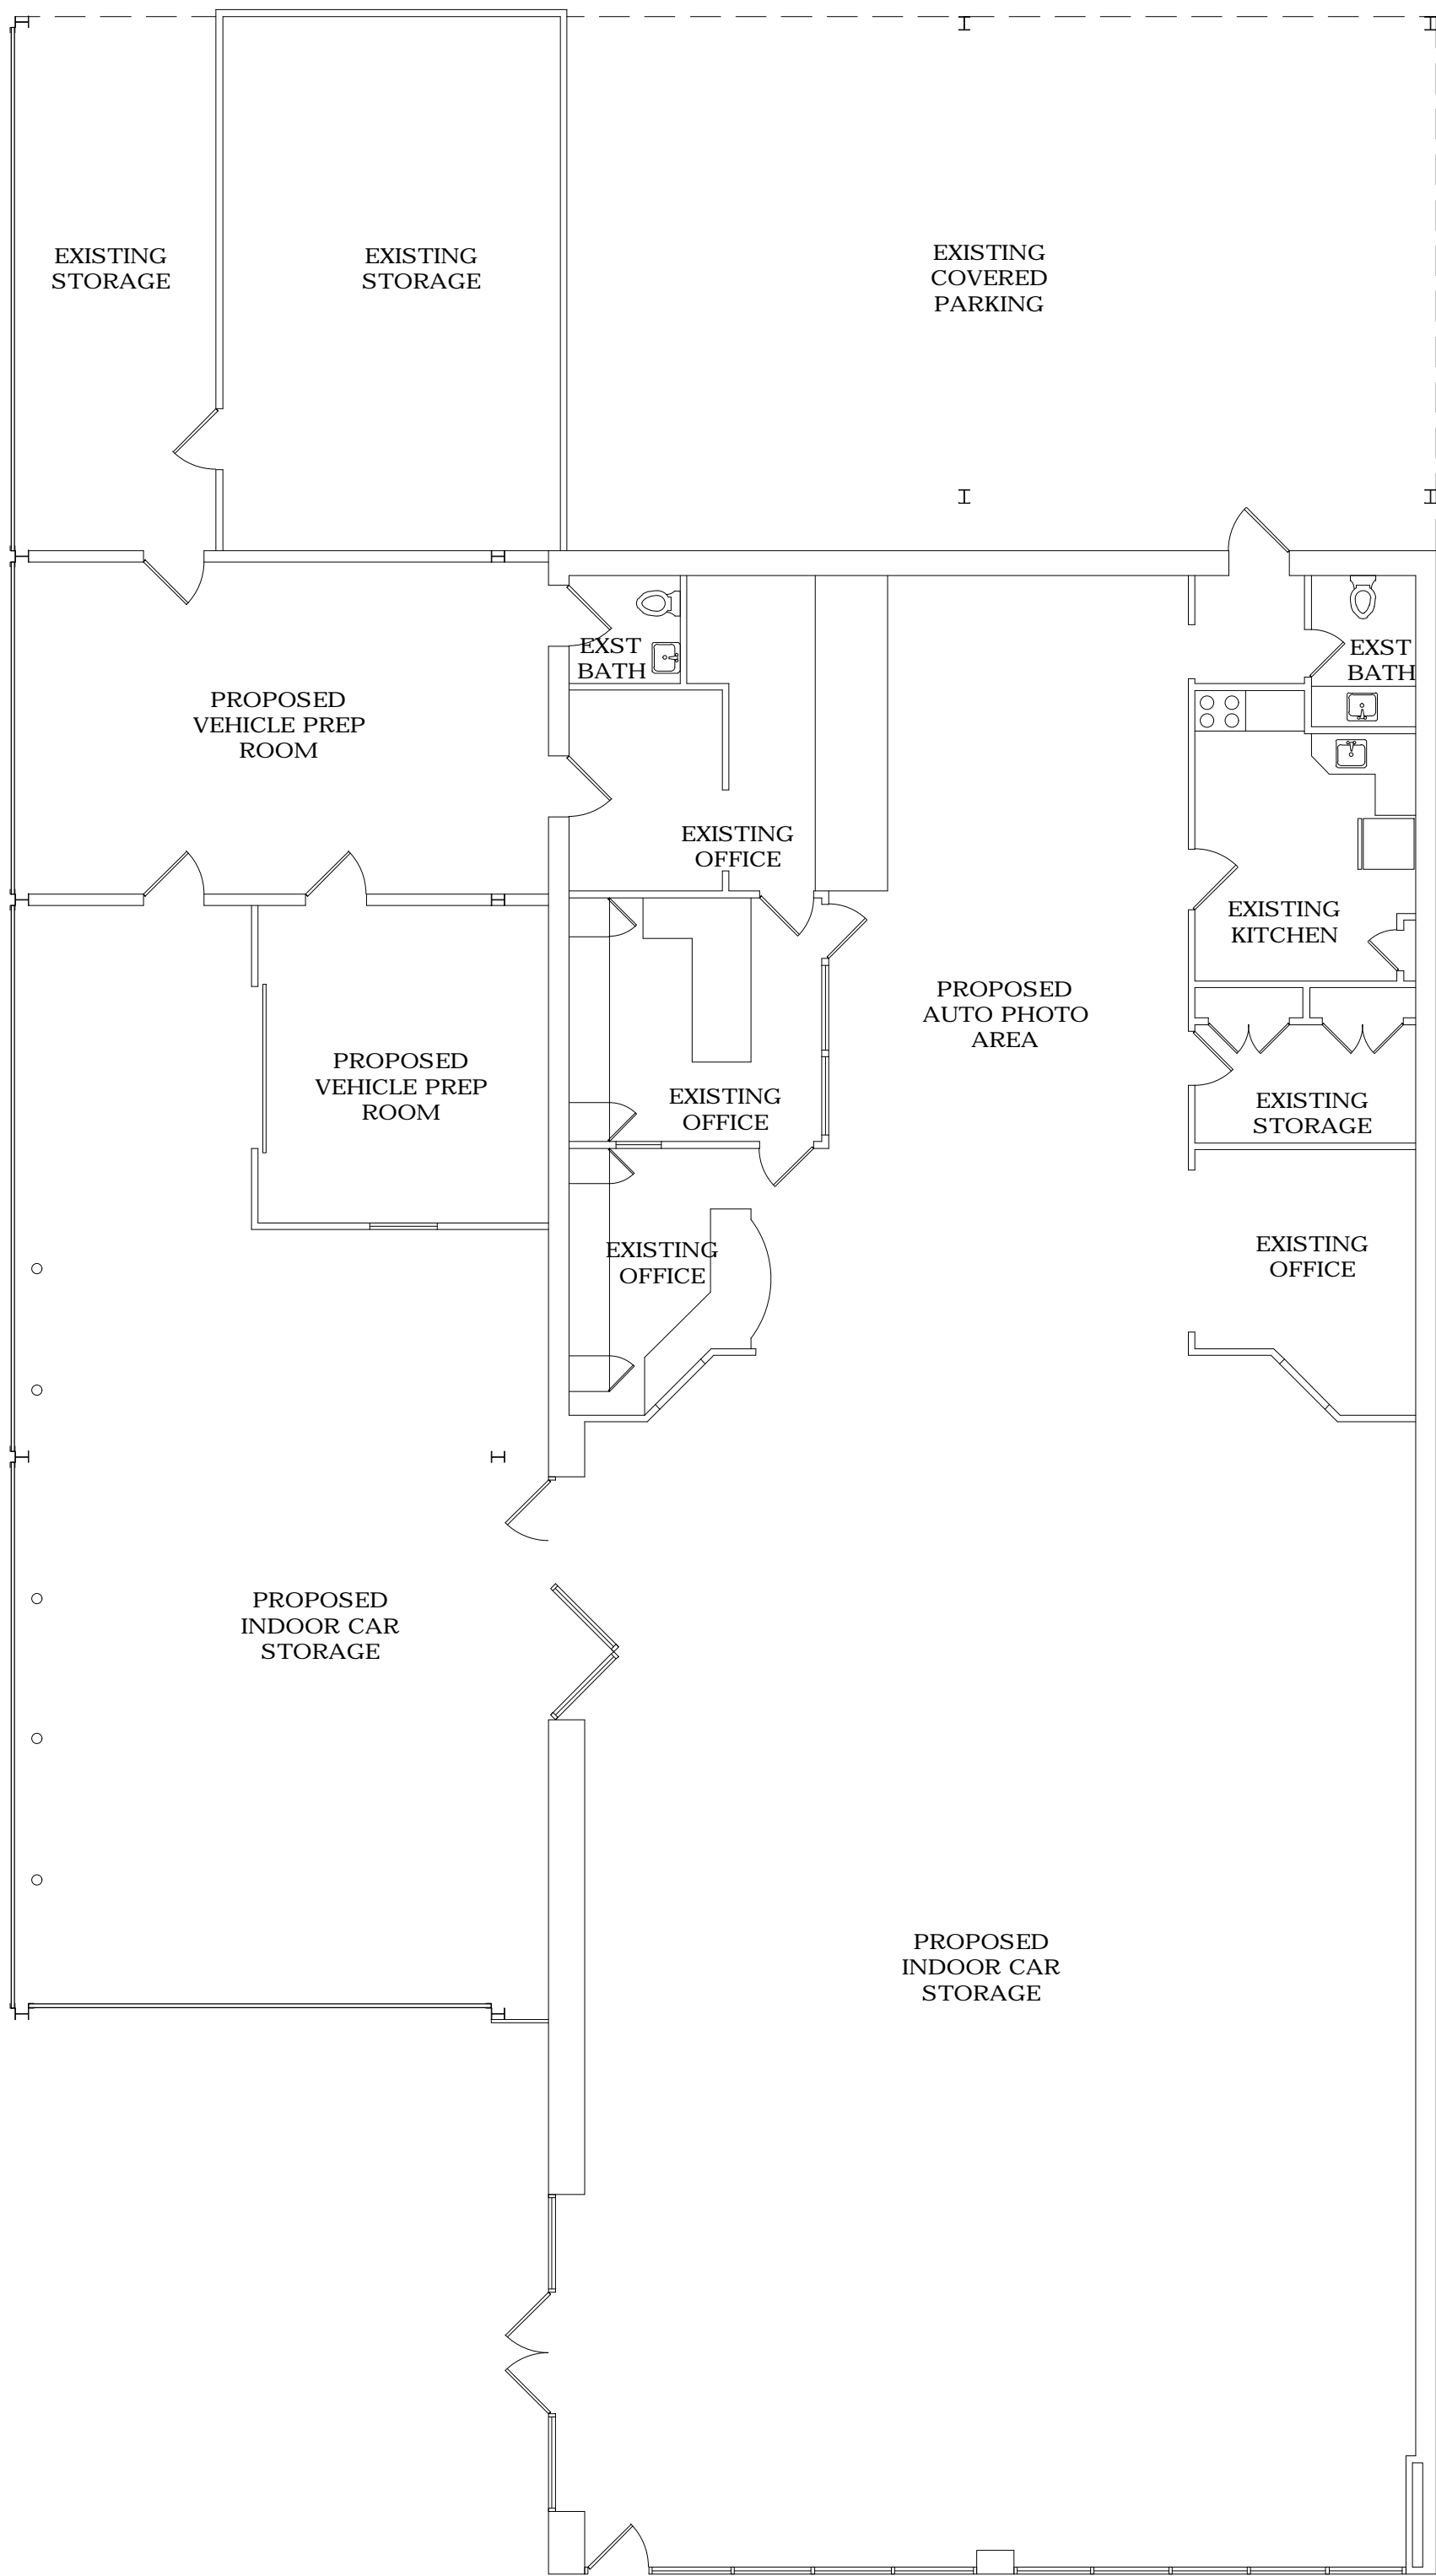 EXISTING
STORAGE
EXISTING
STORAGE
EXISTING
COVERED
PARKING
PROPOSED
VEHICLE PREP
ROOM
EXST
BATH
EXST
BATH
EXISTING
OFFICE
EXISTING
KITCHEN
PROPOSED
AUTO PHOTO
AREA
PROPOSED
VEHICLE PREP
ROOM
EXISTING
OFFICE
EXISTING
STORAGE
EXISTING
OFFICE
EXISTING
OFFICE
PROPOSED
INDOOR CAR
STORAGE
PROPOSED
INDOOR CAR
STORAGE